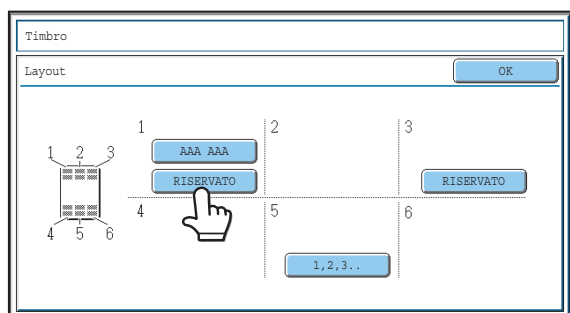 Timbro
Layout OK
1 2 3
AAA AAA
1 2 3
RISERVATO RISERVATO
4 5 6
4 5 6
1,2,3..